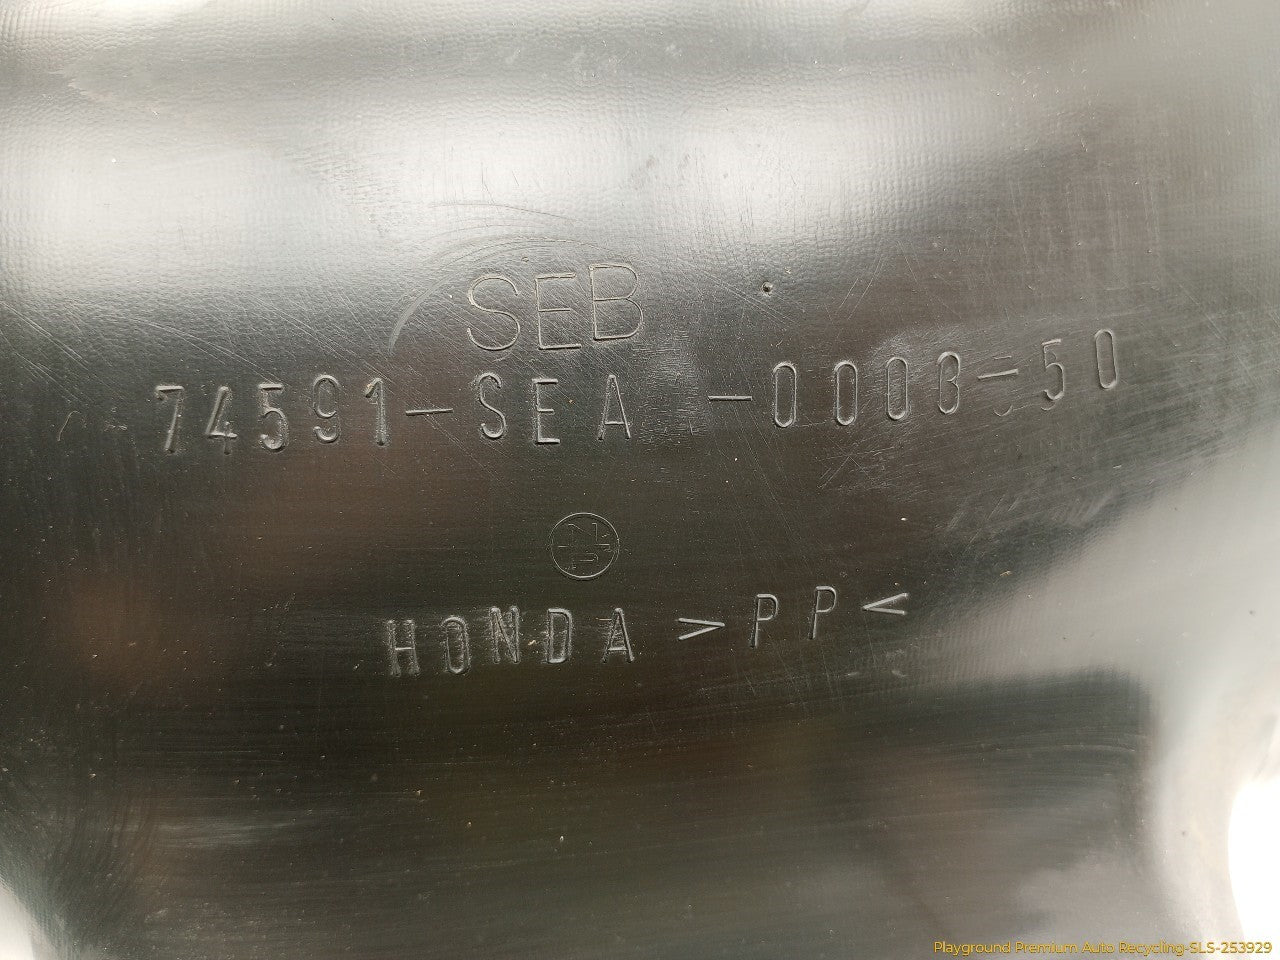 SEB
74591-SEA -0003-50
N
P
HONDA >PP<
Playground Premium Auto Recycling-SLS-253929